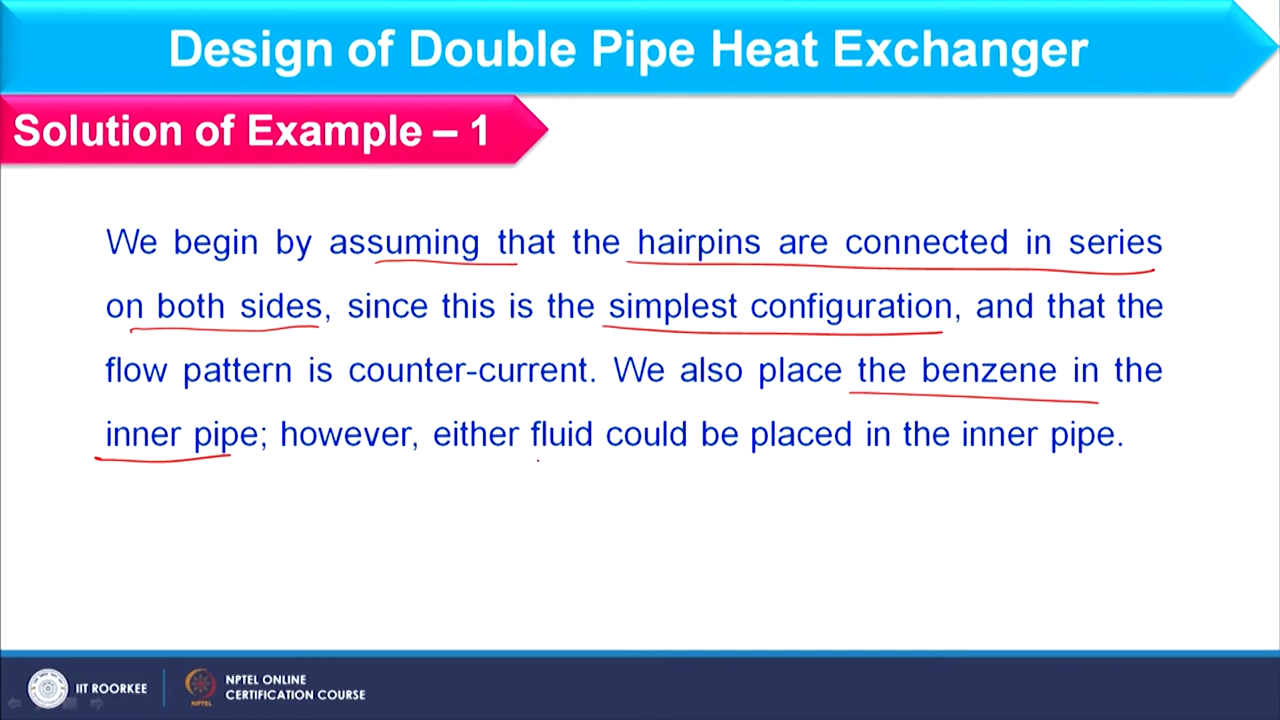 Design of Double Pipe Heat Exchanger
Solution of Example – 1
We begin by assuming that the hairpins are connected in series
on both sides, since this is the simplest configuration, and that the
flow pattern is counter-current. We also place the benzene in the
inner pipe; however, either fluid could be placed in the inner pipe.
IIT ROORKEE
NPTEL ONLINE
CERTIFICATION COURSE
NPTEL